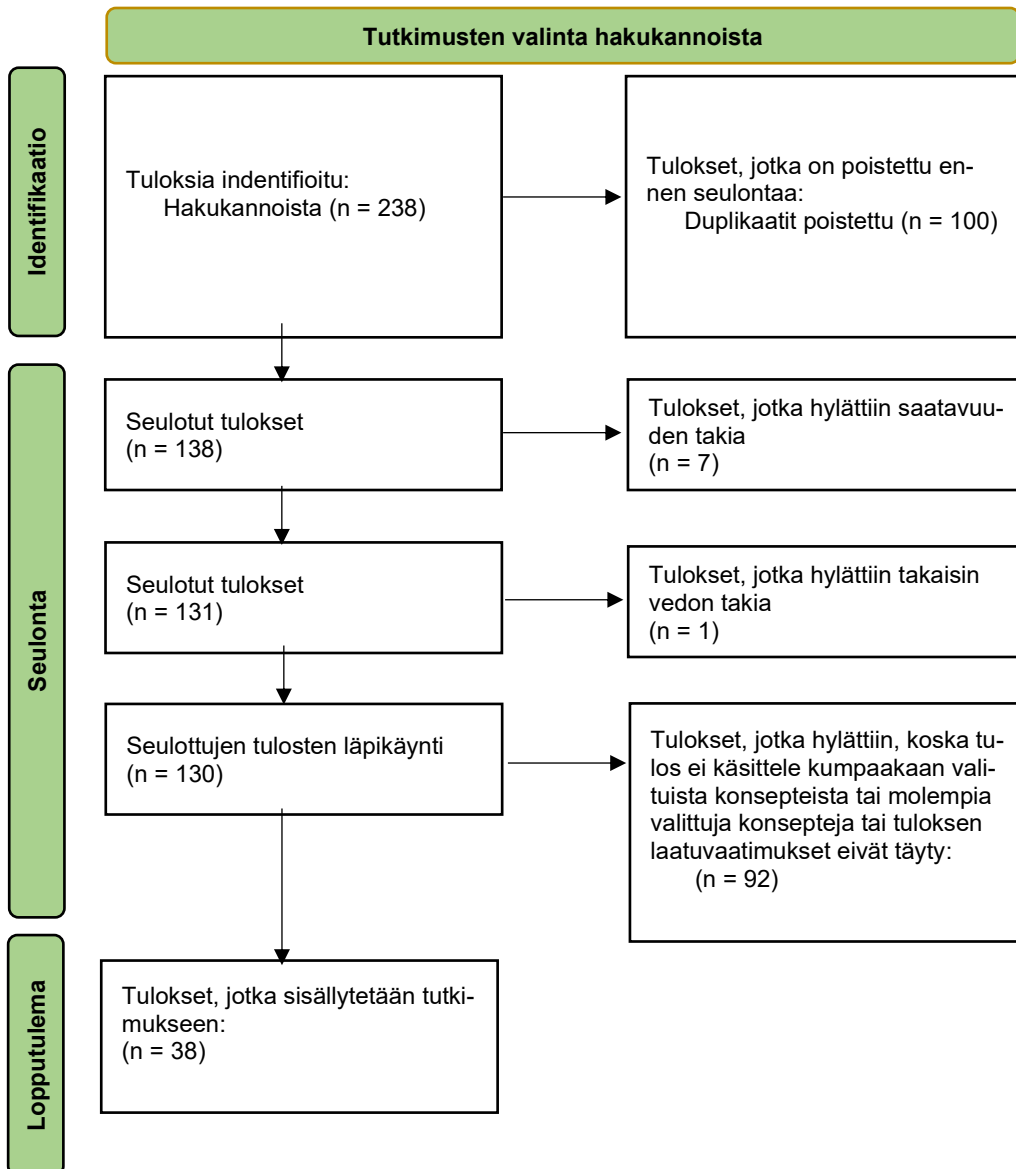 Tutkimusten valinta hakukannoista
Identifikaatio
Tuloksia indentifioitu:
Hakukannoista (n = 238)
Tulokset, jotka on poistettu en-
nen seulontaa:
Duplikaatit poistettu (n = 100)
Seulonta
Seulotut tulokset
(n = 138)
Tulokset, jotka hylättiin saatavuu-
den takia
(n = 7)
Seulotut tulokset
(n = 131)
Tulokset, jotka hylättiin takaisin
vedon takia
(n = 1)
Seulottujen tulosten läpikäynti
(n = 130)
Tulokset, jotka hylättiin, koska tu-
los ei käsittele kumpaakaan vali-
tuista konsepteista tai molempia
valittuja konsepteja tai tuloksen
laatuvaatimukset eivät täyty:
(n = 92)
Lopputulema
Tulokset, jotka sisällytetään tutki-
mukseen:
(n = 38)